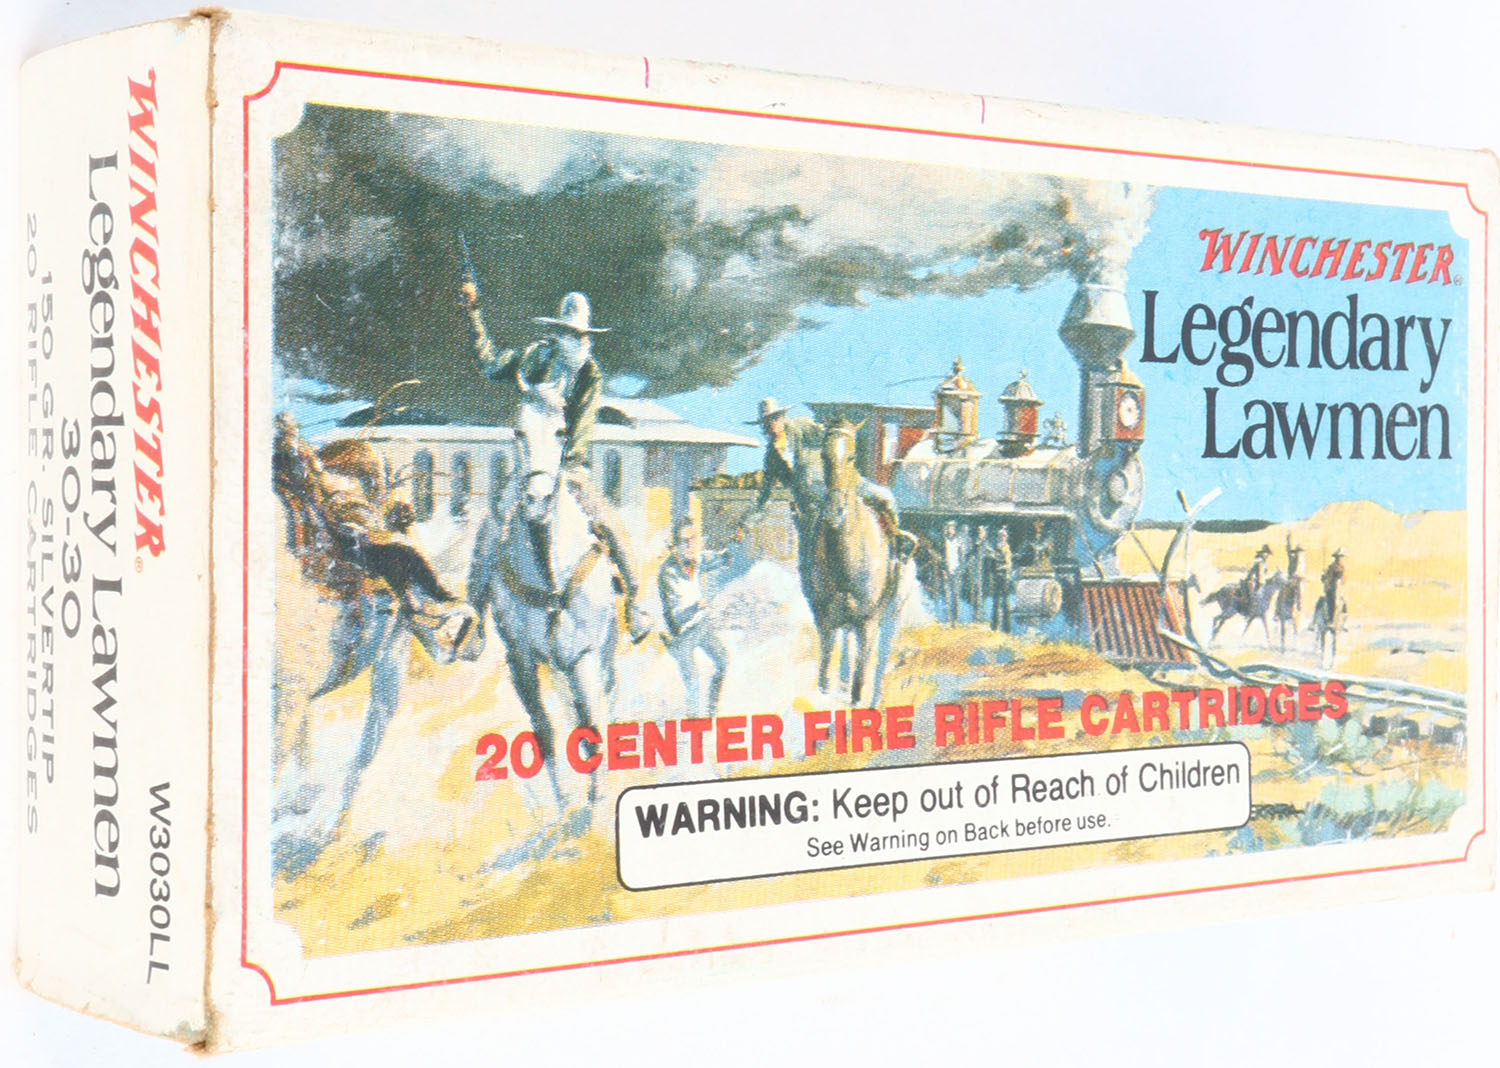 WINCHESTER®
Legendary Lawmen
30-30
150 GR. SILVERTIP
20 RIFLE CARTRIDGES
W3030LL
WINCHESTER®
Legendary
Lawmen
20 CENTER FIRE RIFLE CARTRIDGES
WARNING: Keep out of Reach of Children
See Warning on Back before use.